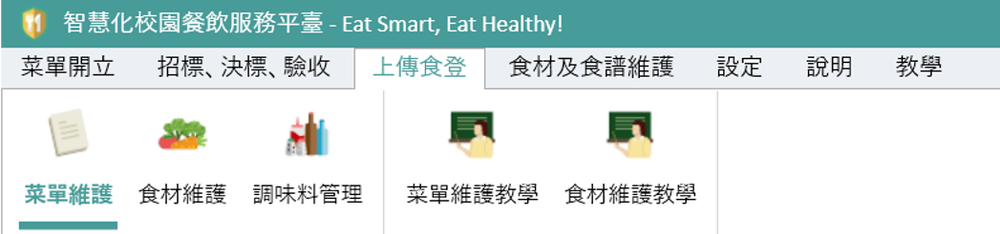 智慧化校園餐飲服務平臺 - Eat Smart, Eat Healthy!
菜單開立 招標、決標、驗收 上傳食登 食材及食譜維護 設定 說明 教學
菜單維護 食材維護 調味料管理 菜單維護教學 食材維護教學